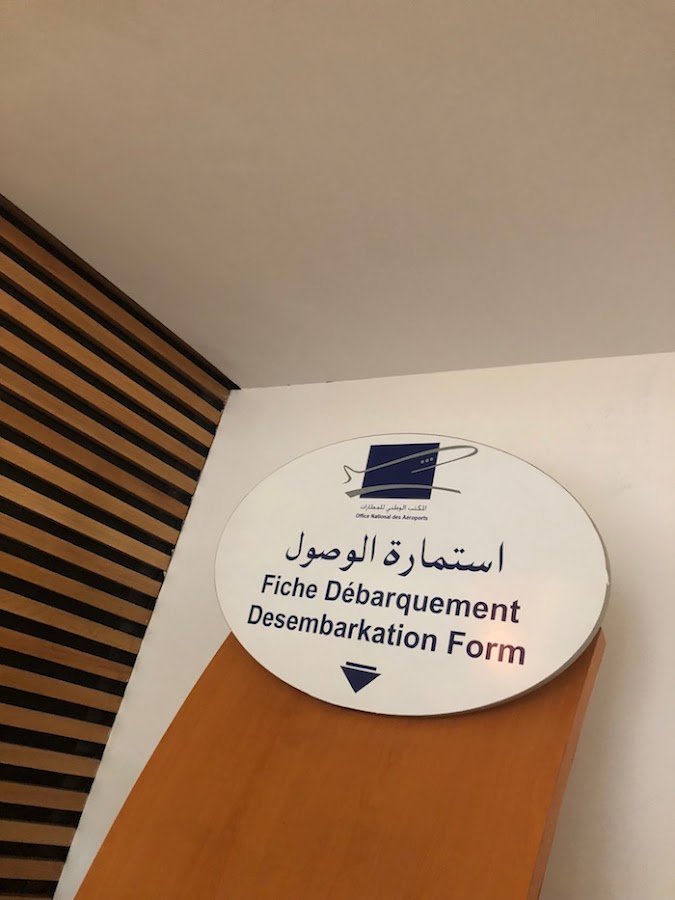 المكتب الوطني للمطارات
Office National des Aéroports
استمارة الوصول
Fiche Débarquement
Desembarkation Form